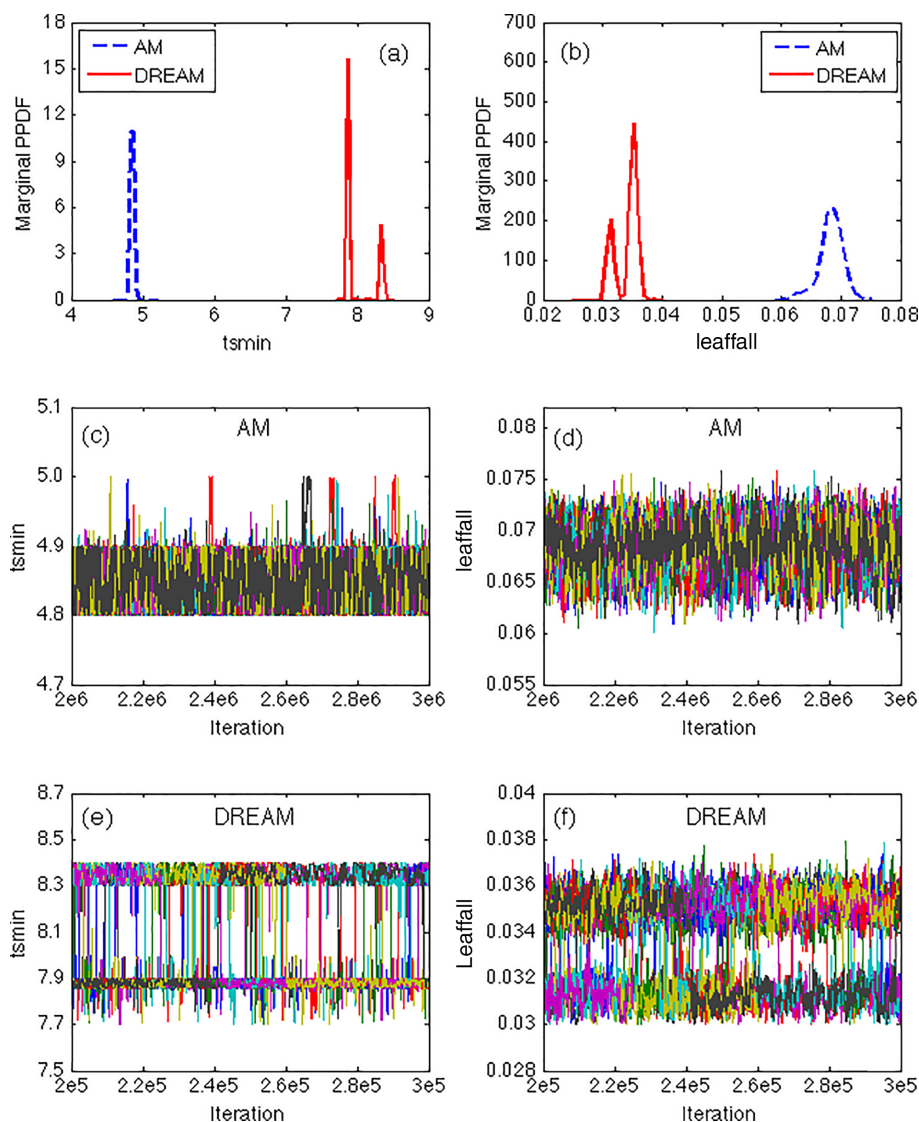 (a)
AM
DREAM
Marginal PPDF
18
15
12
9
6
3
0
4 5 6 7 8 9
tsmin
(b)
AM
DREAM
Marginal PPDF
700
600
500
400
300
200
100
0
0.02 0.03 0.04 0.05 0.06 0.07 0.08
leaffall
(c)
AM
tsmin
5.1
5.0
4.9
4.8
4.7
2e6 2.2e6 2.4e6 2.6e6 2.8e6 3e6
Iteration
(d)
AM
leaffall
0.08
0.075
0.07
0.065
0.06
0.055
2e6 2.2e6 2.4e6 2.6e6 2.8e6 3e6
Iteration
(e)
DREAM
tsmin
8.7
8.5
8.3
8.1
7.9
7.7
7.5
2e5 2.2e5 2.4e5 2.6e5 2.8e5 3e5
Iteration
(f)
DREAM
Leaffall
0.04
0.038
0.036
0.034
0.032
0.03
0.028
2e5 2.2e5 2.4e5 2.6e5 2.8e5 3e5
Iteration